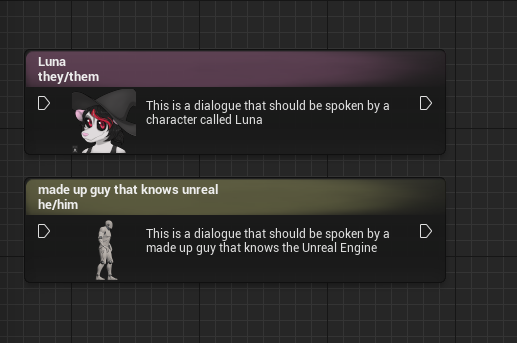 Luna
they/them
This is a dialogue that should be spoken by a
character called Luna
made up guy that knows unreal
he/him
This is a dialogue that should be spoken by a
made up guy that knows the Unreal Engine